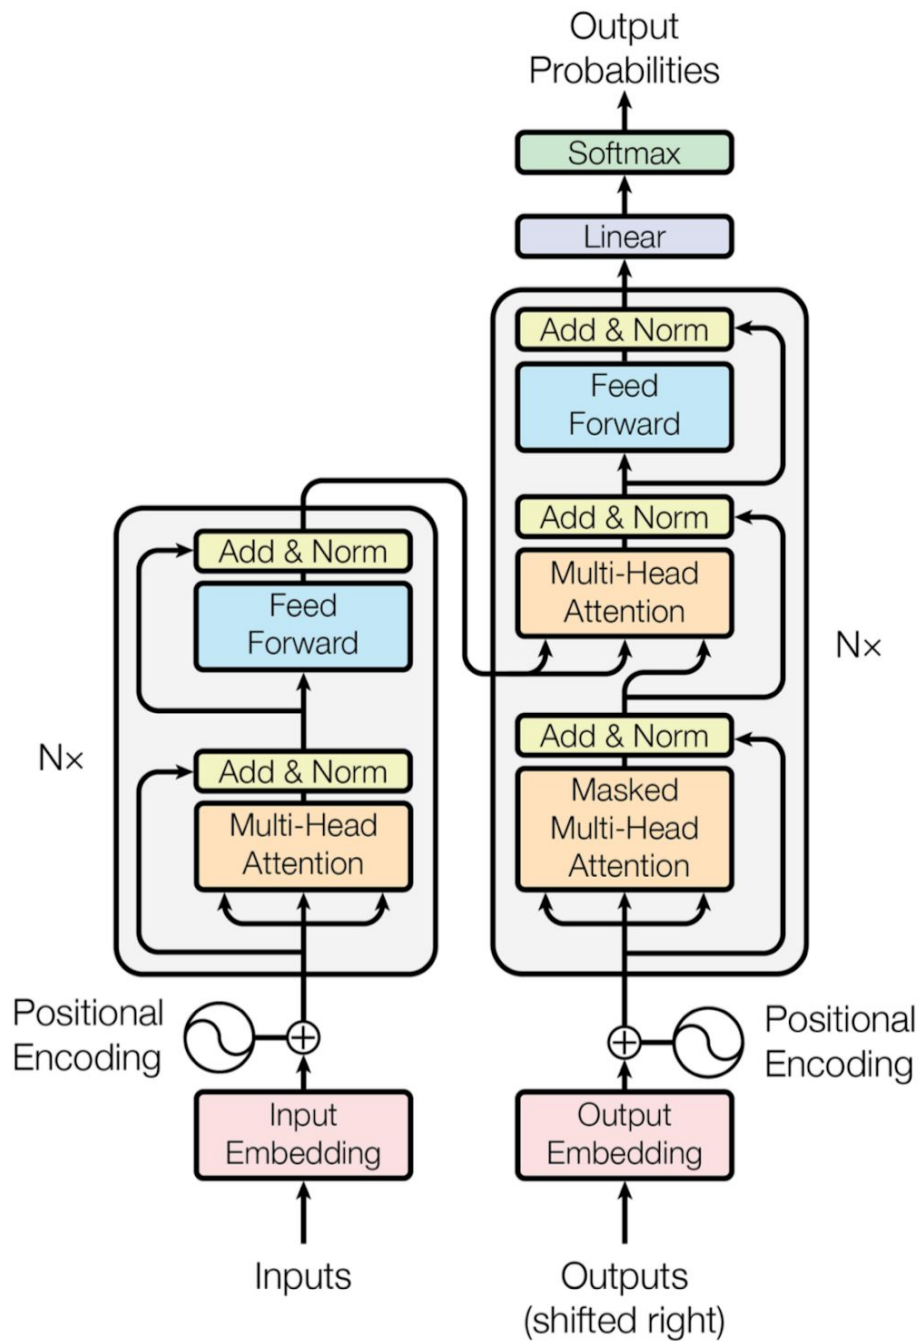 Output
Probabilities
Softmax
Linear
Add & Norm
Feed
Forward
Add & Norm
Multi-Head
Attention
Add & Norm
Masked
Multi-Head
Attention
Nx
Add & Norm
Feed
Forward
Add & Norm
Multi-Head
Attention
Nx
Positional
Encoding
Positional
Encoding
Input
Embedding
Output
Embedding
Inputs
Outputs
(shifted right)